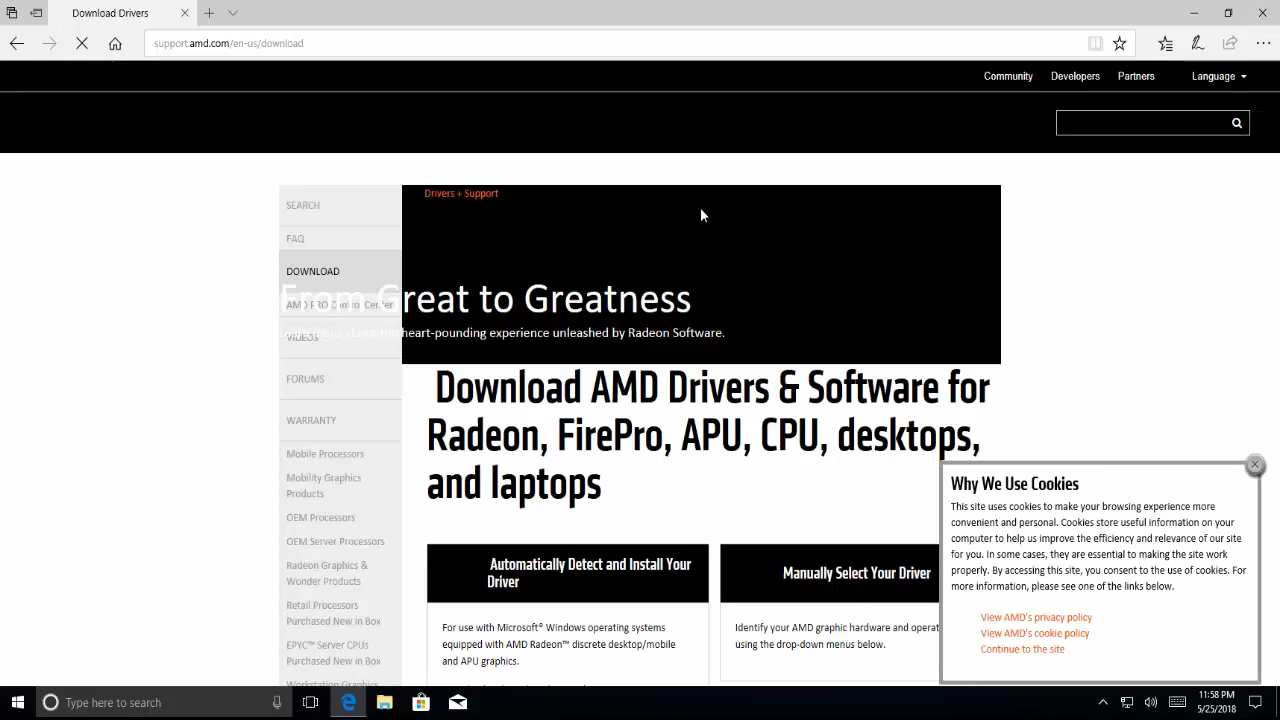 Download Drivers
support.amd.com/en-us/download
Community Developers Partners Language
Drivers + Support
SEARCH
FAQ
DOWNLOAD
AMD PRO Control Center
VIDEOS
FORUMS
WARRANTY
Mobile Processors
Mobility Graphics
Products
OEM Processors
OEM Server Processors
Radeon Graphics &
Wonder Products
Retail Processors
Purchased New in Box
EPYC™ Server CPUs
Purchased New in Box
Workstation Graphics
From Great to Greatness
heart-pounding experience unleashed by Radeon Software.
Download AMD Drivers & Software for
Radeon, FirePro, APU, CPU, desktops,
and laptops
Automatically Detect and Install Your
Driver
For use with Microsoft® Windows operating systems
equipped with AMD Radeon™ discrete desktop/mobile
and APU graphics.
Manually Select Your Driver
Identify your AMD graphic hardware and operat
using the drop-down menus below.
Why We Use Cookies
This site uses cookies to make your browsing experience more
convenient and personal. Cookies store useful information on your
computer to help us improve the efficiency and relevance of our site
for you. In some cases, they are essential to making the site work
properly. By accessing this site, you consent to the use of cookies. For
more information, please see one of the links below.
View AMD's privacy policy
View AMD's cookie policy
Continue to the site
Type here to search
11:58 PM
5/25/2018